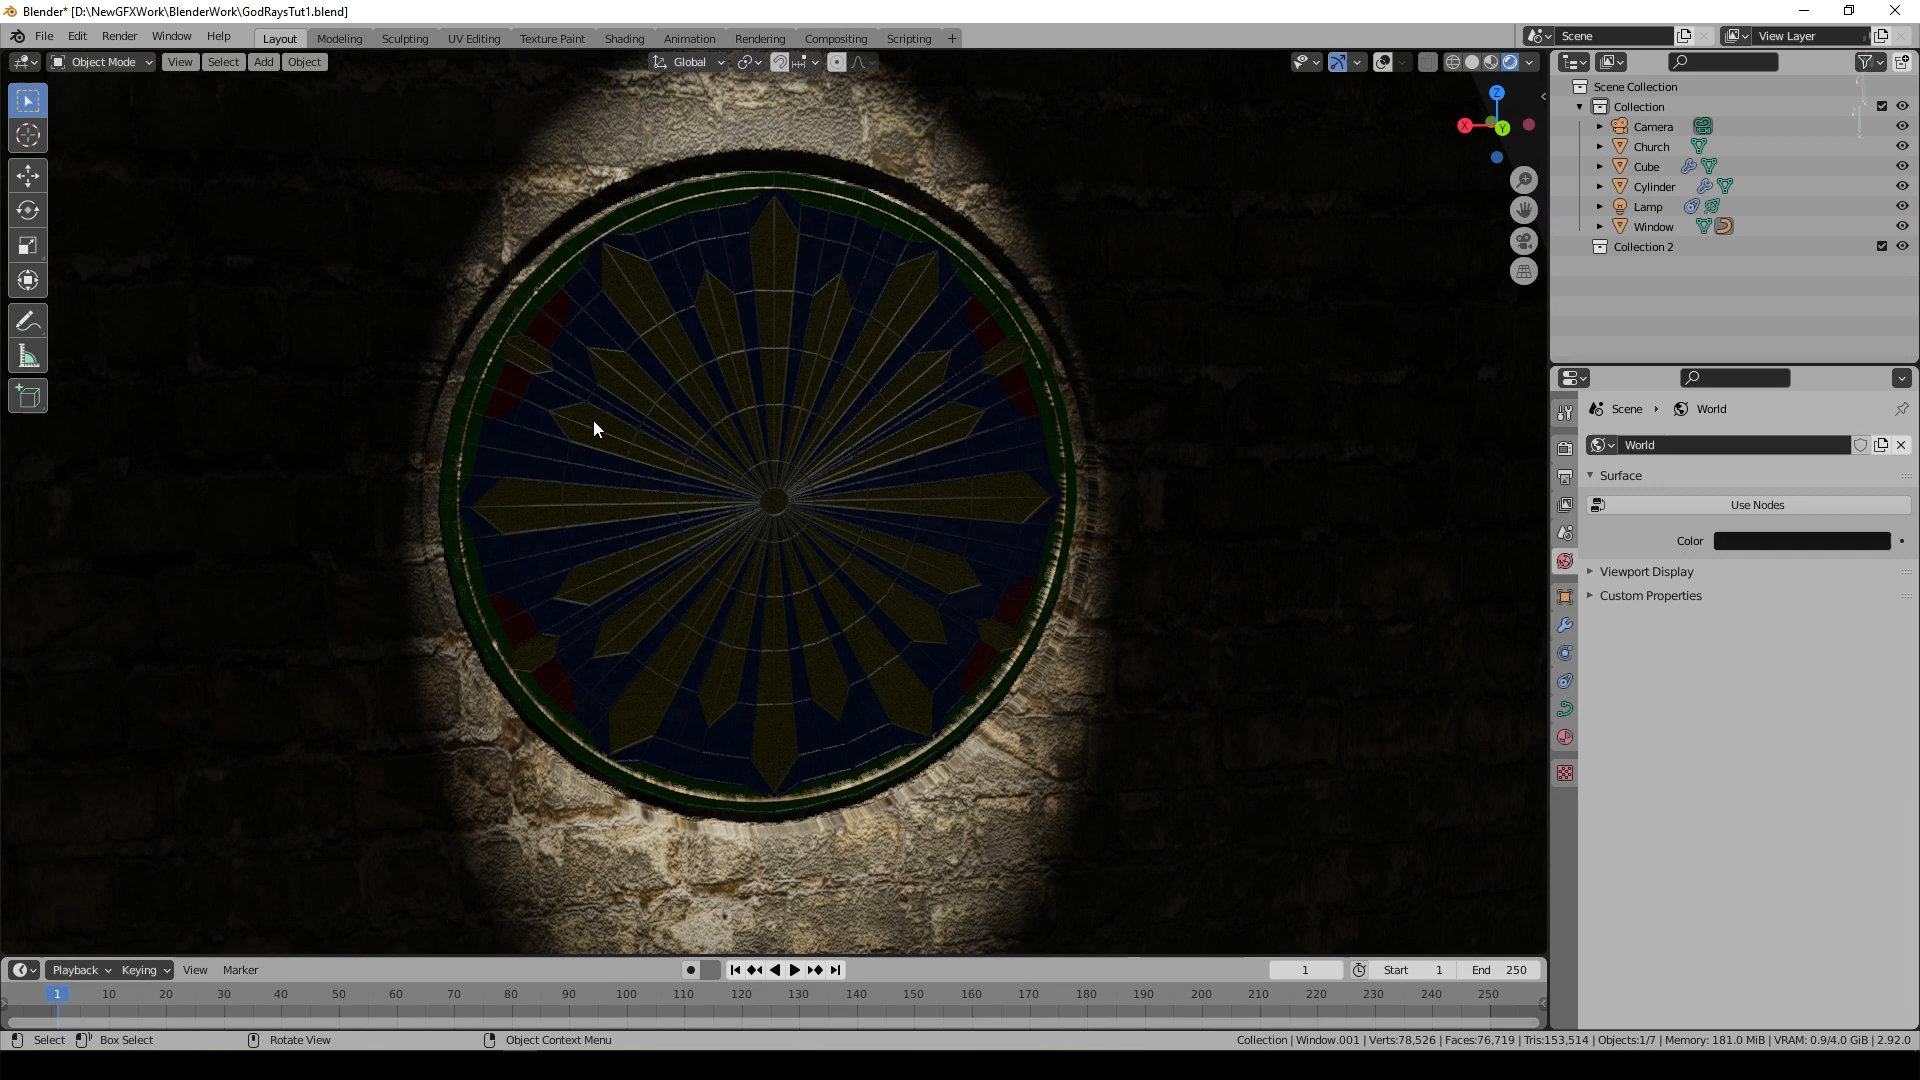 Blender* [D:\NewGFXWork\BlenderWork\GodRaysTut1.blend]
File Edit Render Window Help Layout Modeling Sculpting UV Editing Texture Paint Shading Animation Rendering Compositing Scripting + Scene View Layer
Object Mode View Select Add Object Global
Z
X
Y
Scene Collection
Collection
Camera
Church
Cube
Cylinder
Lamp
Window
Collection 2
Scene World
World
Surface
Use Nodes
Color
Viewport Display
Custom Properties
Playback Keying View Marker 1 Start 1 End 250
1 10 20 30 40 50 60 70 80 90 100 110 120 130 140 150 160 170 180 190 200 210 220 230 240 250
Select Box Select Rotate View Object Context Menu Collection | Window.001 | Verts:78,526 | Faces:76,719 | Tris:153,514 | Objects:1/7 | Memory: 181.0 MiB | VRAM: 0.9/4.0 GiB | 2.92.0